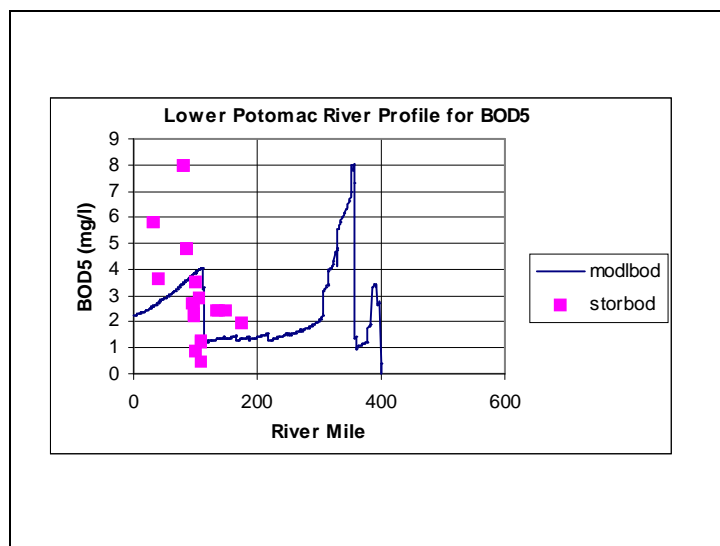 Lower Potomac River Profile for BOD5
BOD5 (mg/l)
9
8
7
6
5
4
3
2
1
0
0 200 400 600
River Mile
modlbod
storbod